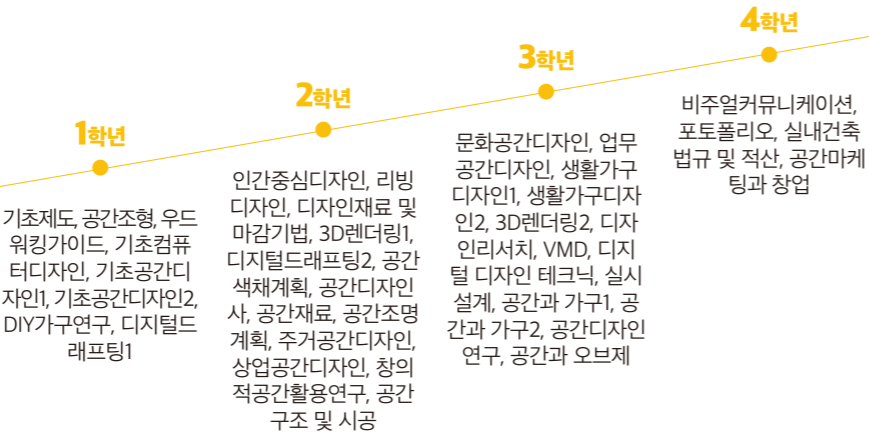 1학년
기초제도, 공간조형, 우드
워킹가이드, 기초컴퓨
터디자인, 기초공간디
자인1, 기초공간디자인2,
DIY가구연구, 디지털드
래프팅1
2학년
인간중심디자인, 리빙
디자인, 디자인재료 및
마감기법, 3D렌더링1,
디지털드래프팅2, 공간
색채계획, 공간디자인
사, 공간재료, 공간조명
계획, 주거공간디자인,
상업공간디자인, 창의
적공간활용연구, 공간
구조 및 시공
3학년
문화공간디자인, 업무
공간디자인, 생활가구
디자인1, 생활가구디자
인2, 3D렌더링2, 디자
인리서치, VMD, 디지
털 디자인 테크닉, 실시
설계, 공간과 가구1, 공
간과 가구2, 공간디자인
연구, 공간과 오브제
4학년
비주얼커뮤니케이션,
포토폴리오, 실내건축
법규 및 적산, 공간마케
팅과 창업